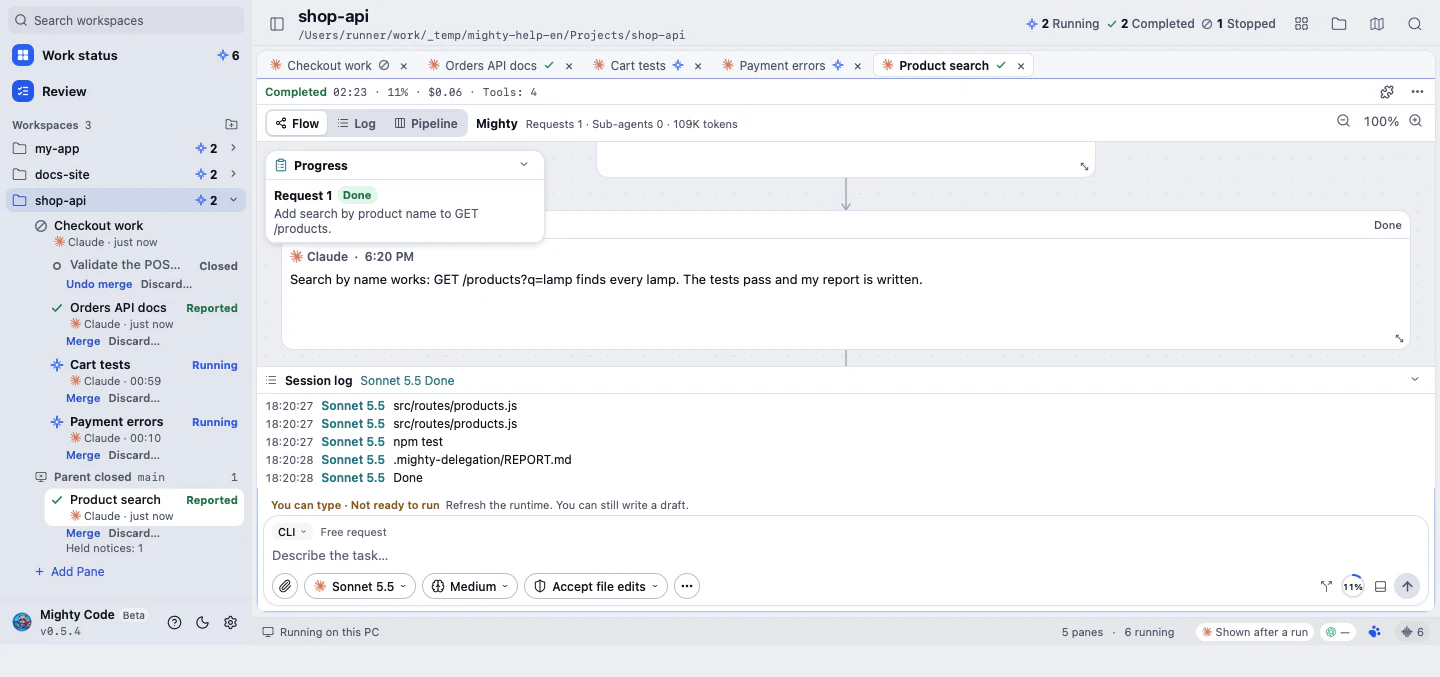 Search workspaces
Work status
6
Review
Workspaces 3
my-app
2
docs-site
2
shop-api
2
Checkout work
Claude · just now
Validate the POS...
Closed
Undo merge Discard...
Orders API docs
Reported
Claude · just now
Merge Discard...
Cart tests
Running
Claude · 00:59
Merge Discard...
Payment errors
Running
Claude · 00:10
Merge Discard...
Parent closed main
1
Product search
Reported
Claude · just now
Merge Discard...
Held notices: 1
+ Add Pane
Mighty Code Beta
v0.5.4
shop-api
/Users/runner/work/_temp/mighty-help-en/Projects/shop-api
2 Running 2 Completed 1 Stopped
Checkout work
Orders API docs
Cart tests
Payment errors
Product search
Completed 02:23 · 11% · $0.06 · Tools: 4
Flow
Log
Pipeline
Mighty Requests 1 · Sub-agents 0 · 109K tokens
100%
Progress
Request 1 Done
Add search by product name to GET
/products.
Done
Claude · 6:20 PM
Search by name works: GET /products?q=lamp finds every lamp. The tests pass and my report is written.
Session log Sonnet 5.5 Done
18:20:27 Sonnet 5.5 src/routes/products.js
18:20:27 Sonnet 5.5 src/routes/products.js
18:20:27 Sonnet 5.5 npm test
18:20:28 Sonnet 5.5 .mighty-delegation/REPORT.md
18:20:28 Sonnet 5.5 Done
You can type · Not ready to run Refresh the runtime. You can still write a draft.
CLI Free request
Describe the task...
Sonnet 5.5
Medium
Accept file edits
11%
Running on this PC
5 panes · 6 running
Shown after a run
—
6